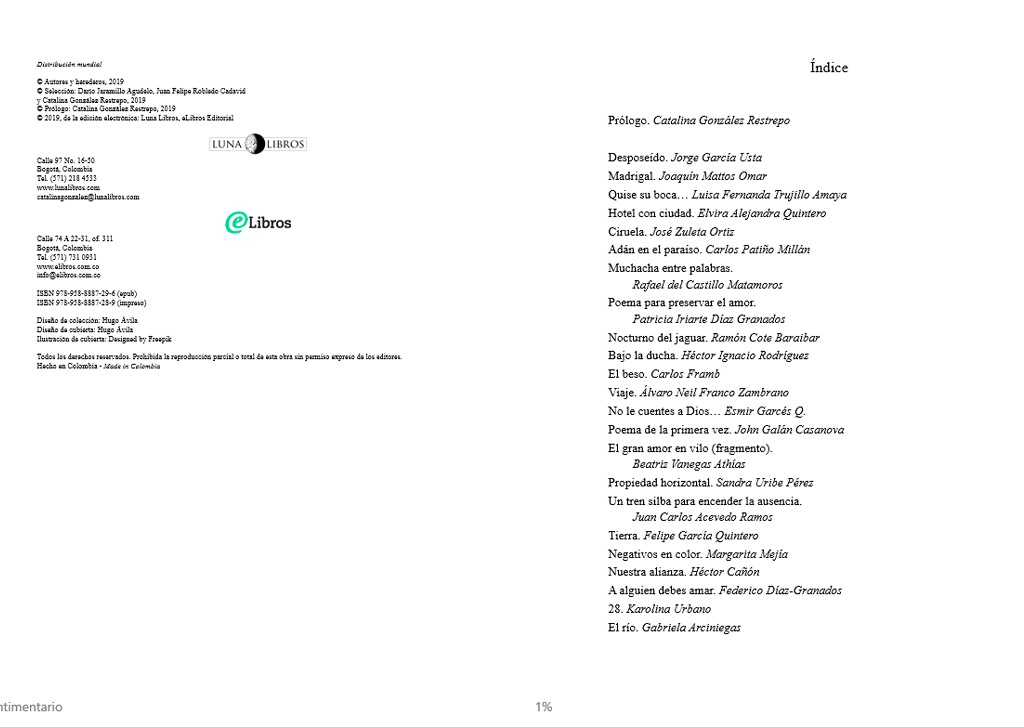 Distribución mundial
© Autores y herederos, 2019
© Selección: Darío Jaramillo Agudelo, Juan Felipe Robledo Cadavid
y Catalina González Restrepo, 2019
© Prólogo: Catalina González Restrepo, 2019
© 2019, de la edición electrónica: Luna Libros, eLibros Editorial
LUNA LIBROS
Calle 97 No. 16-50
Bogotá, Colombia
Tel. (571) 218 4533
www.lunalibros.com
catalinagonzalez@lunalibros.com
eLibros
Calle 74 A 22-31, of. 311
Bogotá, Colombia
Tel. (571) 731 0931
www.elibros.com.co
info@elibros.com.co
ISBN 978-958-8887-29-6 (epub)
ISBN 978-958-8887-28-9 (impreso)
Diseño de colección: Hugo Ávila
Diseño de cubierta: Hugo Ávila
Ilustración de cubierta: Designed by Freepik
Todos los derechos reservados. Prohibida la reproducción parcial o total de esta obra sin permiso expreso de los editores.
Hecho en Colombia - Made in Colombia
Índice
Prólogo. Catalina González Restrepo
Desposeído. Jorge García Usta
Madrigal. Joaquín Mattos Omar
Quise su boca… Luisa Fernanda Trujillo Amaya
Hotel con ciudad. Elvira Alejandra Quintero
Ciruela. José Zuleta Ortiz
Adán en el paraíso. Carlos Patiño Millán
Muchacha entre palabras.
Rafael del Castillo Matamoros
Poema para preservar el amor.
Patricia Iriarte Díaz Granados
Nocturno del jaguar. Ramón Cote Baraibar
Bajo la ducha. Héctor Ignacio Rodríguez
El beso. Carlos Framb
Viaje. Álvaro Neil Franco Zambrano
No le cuentes a Dios… Esmir Garcés Q.
Poema de la primera vez. John Galán Casanova
El gran amor en vilo (fragmento).
Beatriz Vanegas Athías
Propiedad horizontal. Sandra Uribe Pérez
Un tren silba para encender la ausencia.
Juan Carlos Acevedo Ramos
Tierra. Felipe García Quintero
Negativos en color. Margarita Mejía
Nuestra alianza. Héctor Cañón
A alguien debes amar. Federico Díaz-Granados
28. Karolina Urbano
El río. Gabriela Arciniegas
ntimentario
1%